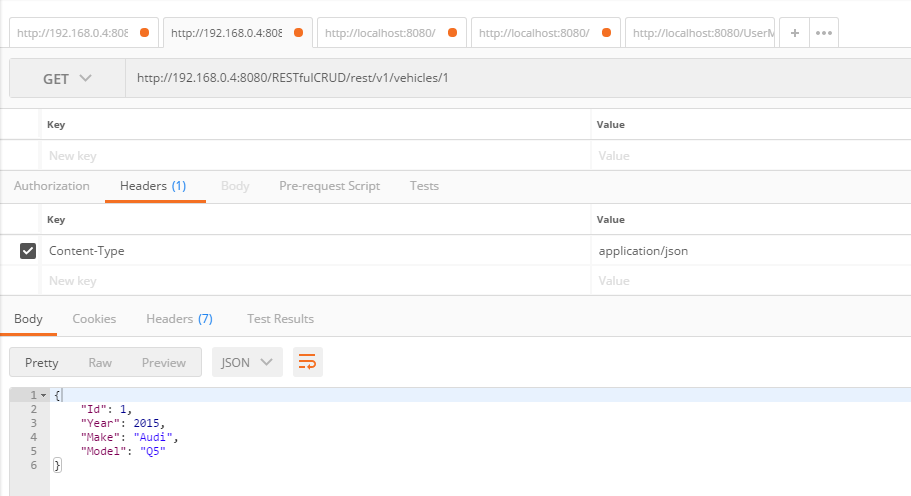 http://192.168.0.4:808 http://192.168.0.4:808 http://localhost:8080/ http://localhost:8080/ http://localhost:8080/UserM + •••
GET http://192.168.0.4:8080/RESTfulCRUD/rest/v1/vehicles/1
Key Value
New key Value
Authorization Headers (1) Body Pre-request Script Tests
Key Value
Content-Type application/json
New key Value
Body Cookies Headers (7) Test Results
Pretty Raw Preview JSON
1 {
2 "Id": 1,
3 "Year": 2015,
4 "Make": "Audi",
5 "Model": "Q5"
6 }